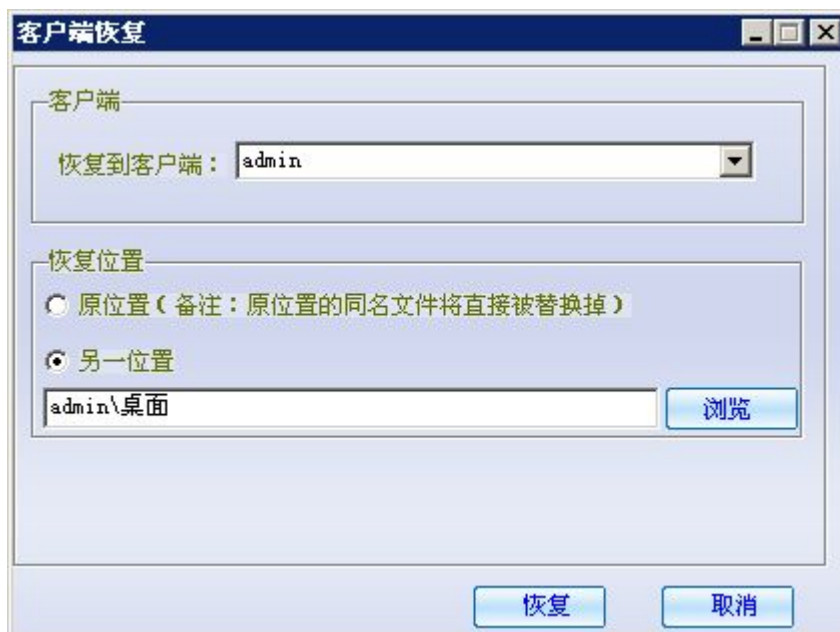 客户端恢复
客户端
恢复到客户端：
admin
恢复位置
原位置（备注：原位置的同名文件将直接被替换掉）
另一位置
admin\桌面
浏览
恢复
取消